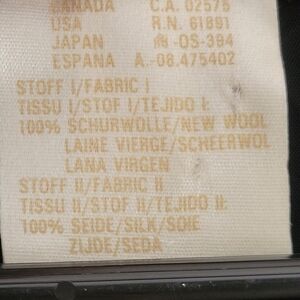 CANADA C.A. 02575
USA R.N. 61891
JAPAN -OS-394
ESPANA A.-08.475402
STOFF I/FABRIC I
TISSU I/STOF I/TEJIDO I:
100% SCHURWOLLE/NEW WOOL
LAINE VIERGE/SCHEERWOL
LANA VIRGEN
STOFF II/FABRIC II
TISSU II/STOF II/TEJIDO II:
100% SEIDE/SILK/SOIE
ZIJDE/SEDA